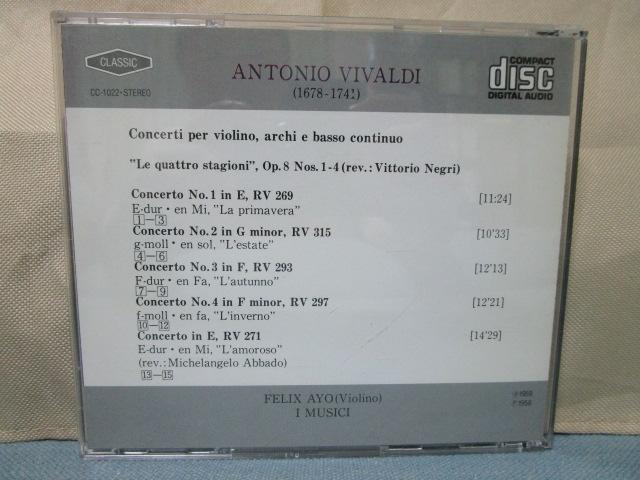 CLASSIC
CC-1022•STEREO
ANTONIO VIVALDI
(1678-1741)
COMPACT
disc
DIGITAL AUDIO
Concerti per violino, archi e basso continuo
"Le quattro stagioni", Op. 8 Nos. 1-4 (rev.: Vittorio Negri)
Concerto No. 1 in E, RV 269 [11:24]
E-dur • en Mi, "La primavera"
1—3
Concerto No. 2 in G minor, RV 315 [10'33]
g-moll • en sol, "L'estate"
4—6
Concerto No. 3 in F, RV 293 [12'13]
F-dur • en Fa, "L'autunno"
7—9
Concerto No. 4 in F minor, RV 297 [12'21]
f-moll • en fa, "L'inverno"
10—12
Concerto in E, RV 271 [14'29]
E-dur • en Mi, "L'amoroso"
(rev.: Michelangelo Abbado)
13—15
FELIX AYO (Violino)
I MUSICI